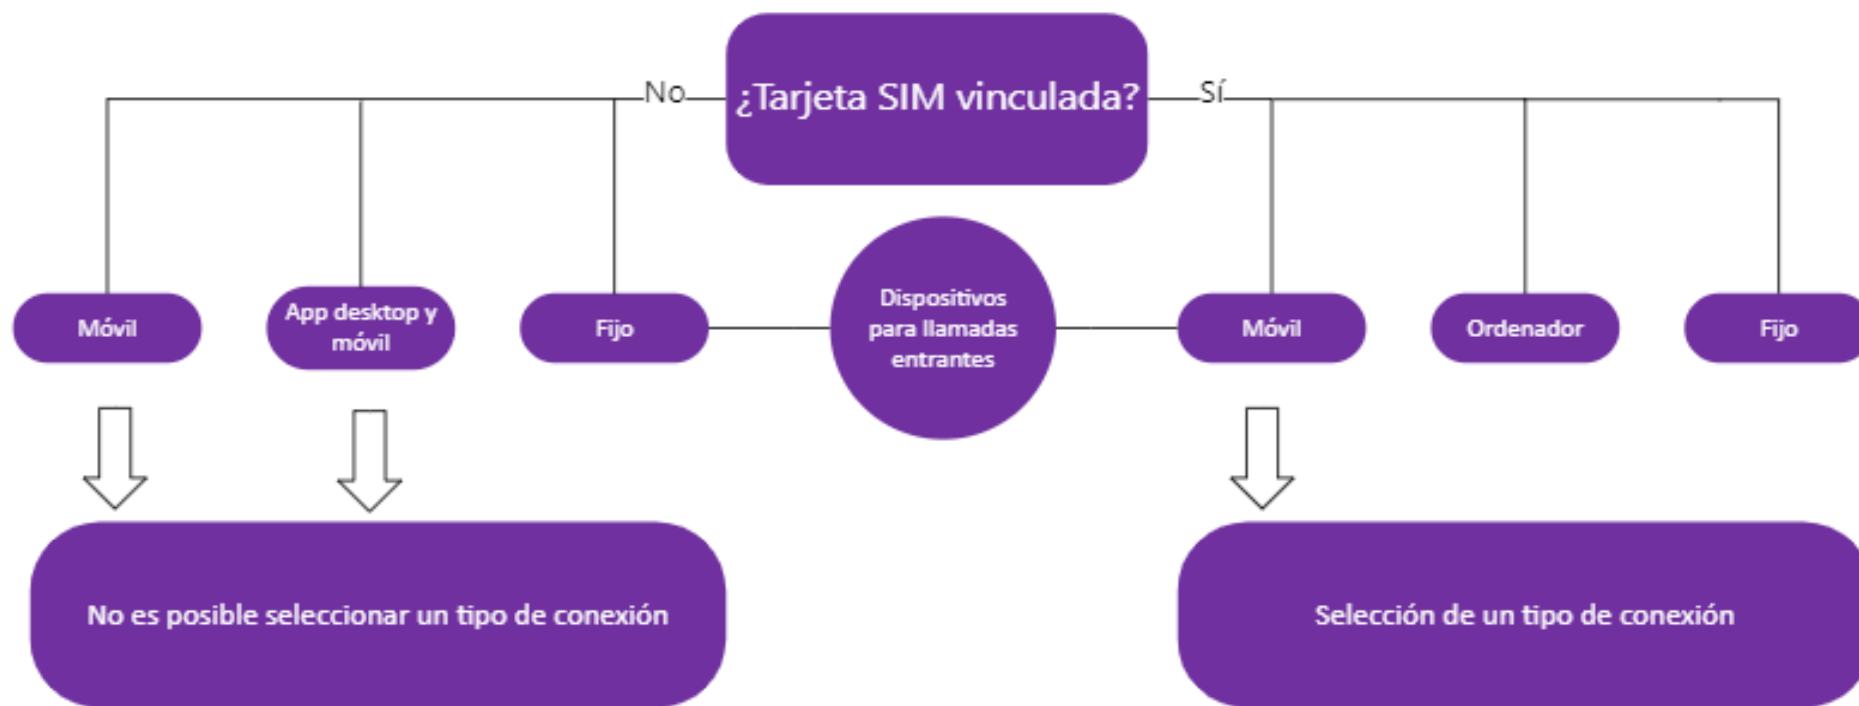 ¿Tarjeta SIM vinculada?
No
Sí
Móvil
App desktop y
móvil
Fijo
Dispositivos
para llamadas
entrantes
Móvil
Ordenador
Fijo
No es posible seleccionar un tipo de conexión
Selección de un tipo de conexión